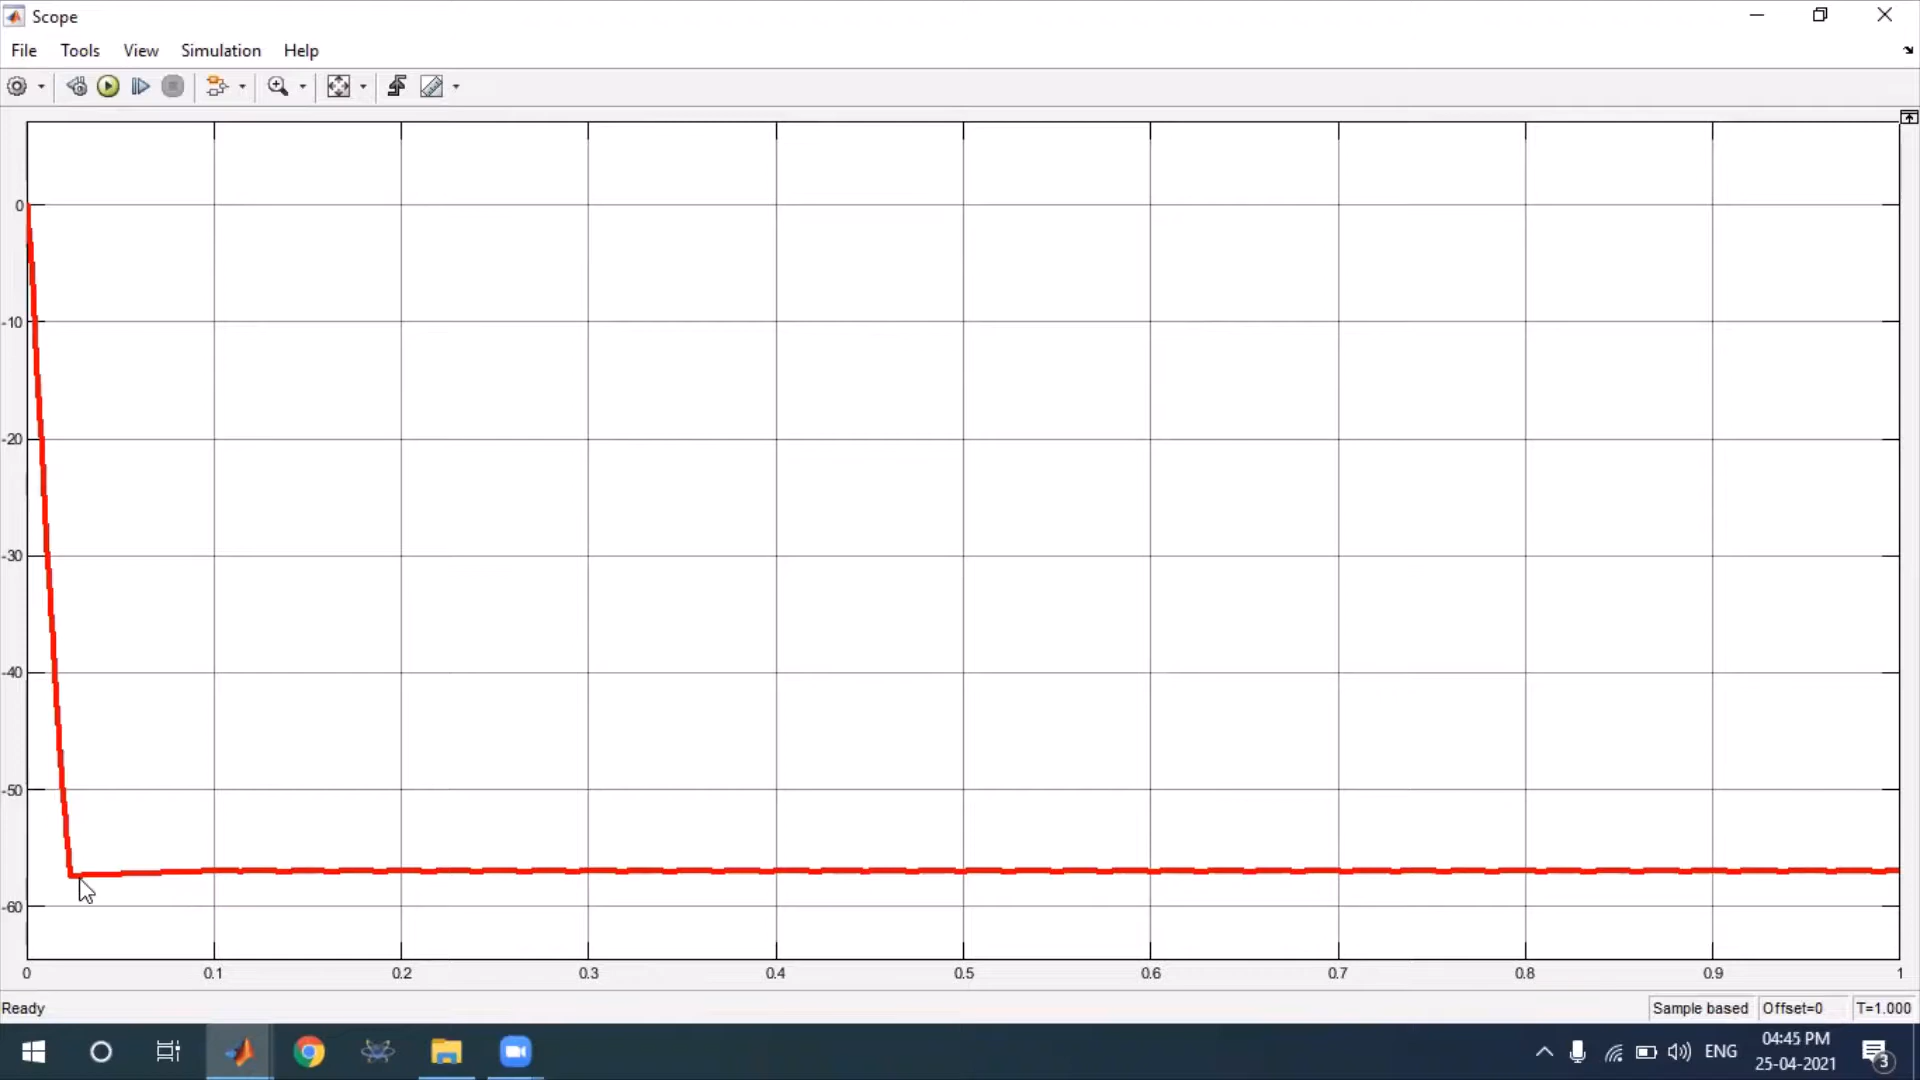 Scope
File Tools View Simulation Help
0
-10
-20
-30
-40
-50
-60
0 0.1 0.2 0.3 0.4 0.5 0.6 0.7 0.8 0.9 1
Ready Sample based Offset=0 T=1.000
ENG 04:45 PM
25-04-2021 3